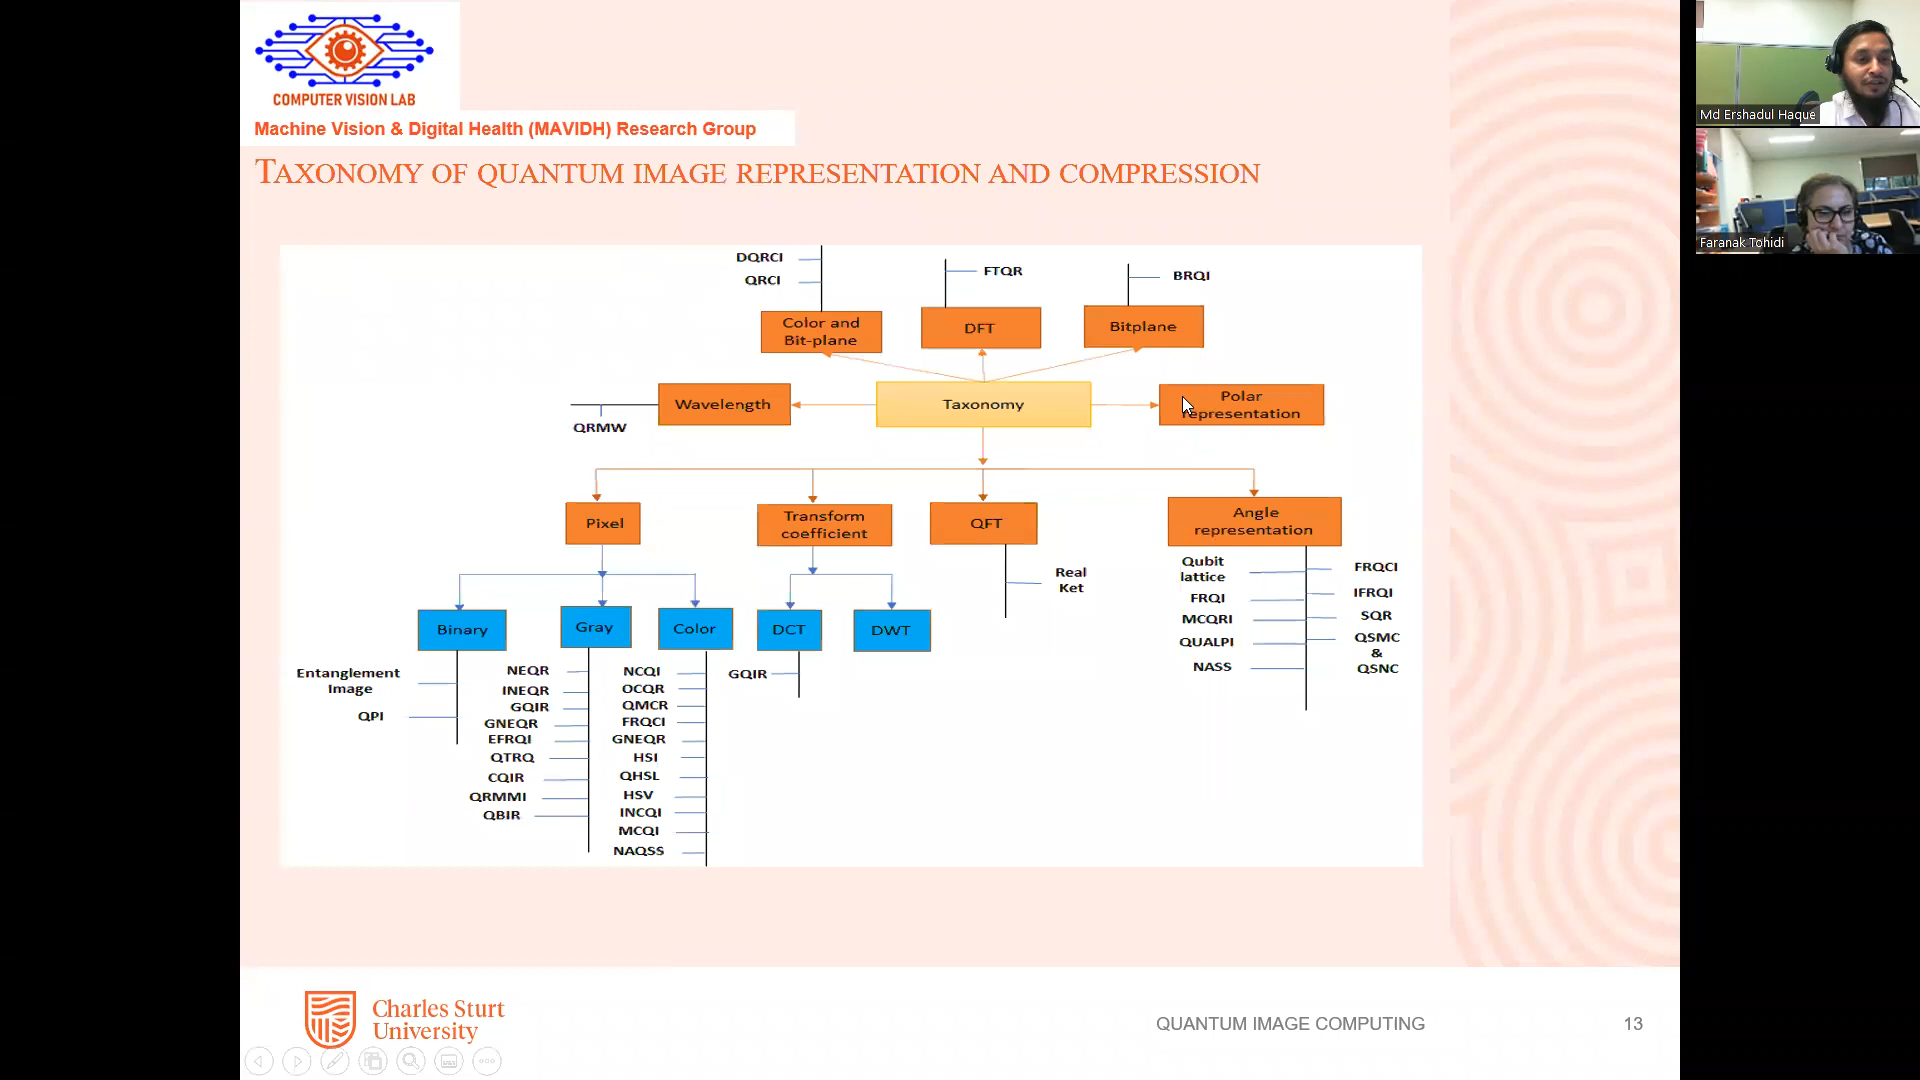 COMPUTER VISION LAB
Machine Vision & Digital Health (MAVIDH) Research Group
TAXONOMY OF QUANTUM IMAGE REPRESENTATION AND COMPRESSION
DQRCI
QRCI
FTQR
BRQI
Color and
Bit-plane
DFT
Bitplane
Wavelength
Taxonomy
Polar
representation
QRMW
Pixel
Transform
coefficient
QFT
Angle
representation
Real
Ket
Qubit
lattice
FRQI
MCQRI
QUALPI
NASS
FRQCI
IFRQI
SQR
QSMC
&
QSNC
Binary
Gray
Color
DCT
DWT
Entanglement
Image
QPI
NEQR
INEQR
GQIR
GNEQR
EFRQI
QTRQ
CQIR
QRMMI
QBIR
NCQI
OCQR
QMCR
FRQCI
GNEQR
HSI
QHSL
HSV
INCQI
MCQI
NAQSS
GQIR
Charles Sturt
University
QUANTUM IMAGE COMPUTING
13
Md Ershadul Haque
Faranak Tohidi